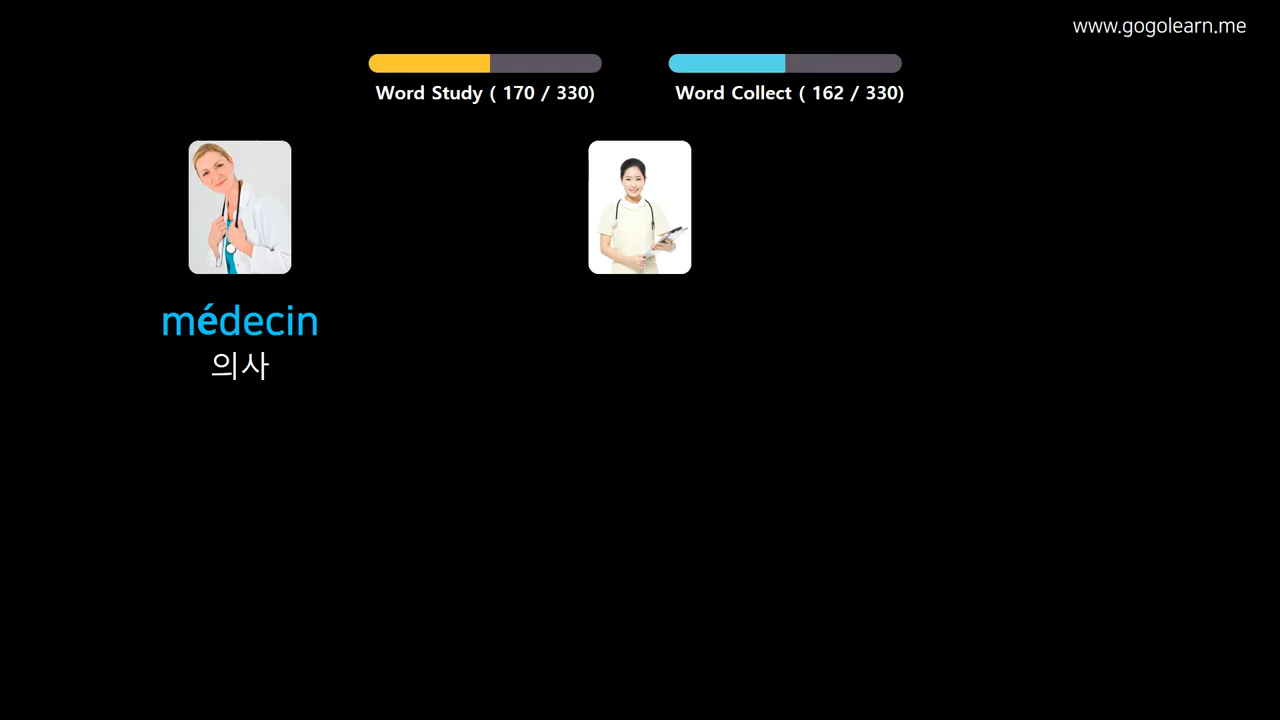 www.gogolearn.me
Word Study ( 170 / 330)
Word Collect ( 162 / 330)
médecin
의사